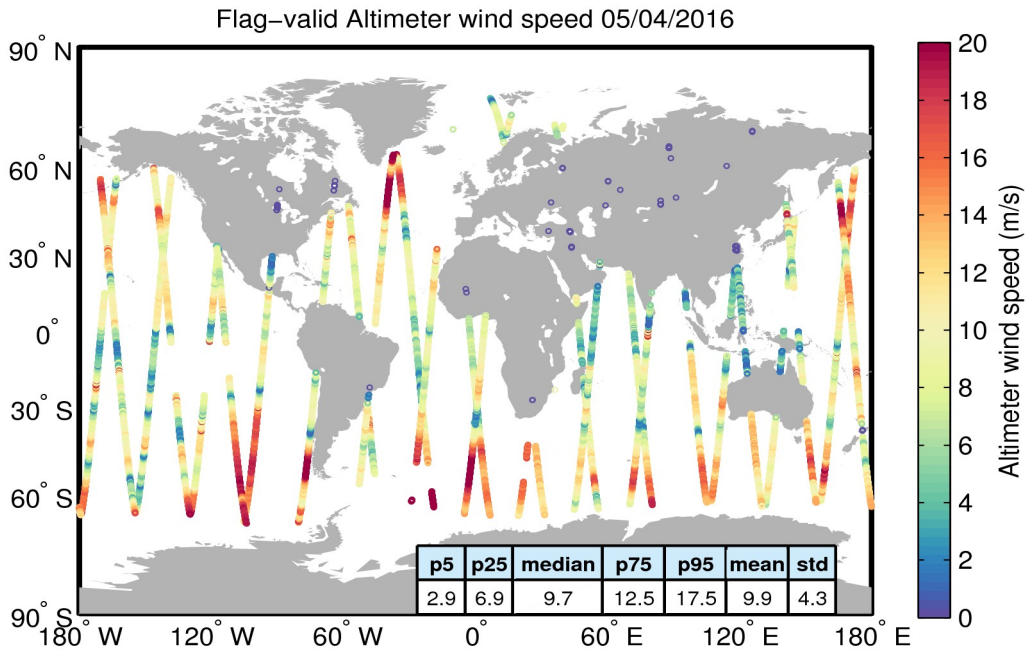 Flag−valid Altimeter wind speed 05/04/2016
90° N
60° N
30° N
0°
30° S
60° S
90° S
180° W
120° W
60° W
0°
60° E
120° E
180° E
p5 p25 median p75 p95 mean std
2.9 6.9 9.7 12.5 17.5 9.9 4.3
20
18
16
14
12
10
8
6
4
2
0
Altimeter wind speed (m/s)